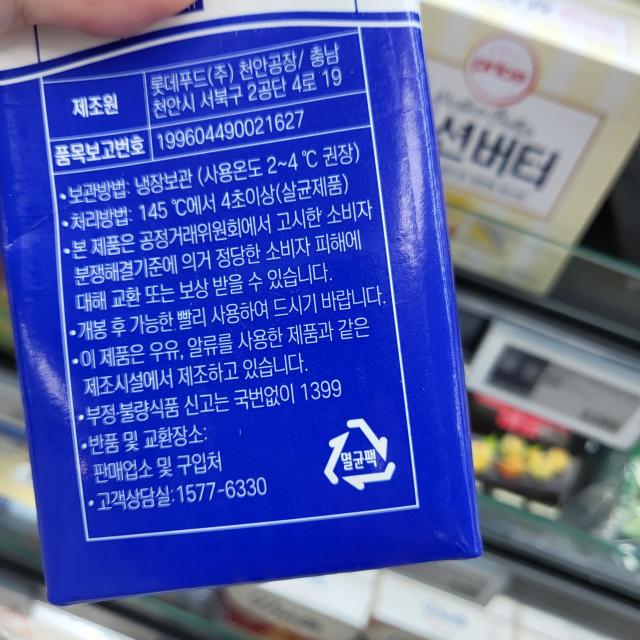 제조원
롯데푸드(주) 천안공장/ 충남
천안시 서북구 2공단 4로 19
품목보고번호
199604490021627
•보관방법: 냉장보관 (사용온도 2~4 ℃ 권장)
•처리방법: 145 ℃에서 4초이상(살균제품)
•본 제품은 공정거래위원회에서 고시한 소비자
분쟁해결기준에 의거 정당한 소비자 피해에
대해 교환 또는 보상 받을 수 있습니다.
•개봉 후 가능한 빨리 사용하여 드시기 바랍니다.
•이 제품은 우유, 알류를 사용한 제품과 같은
제조시설에서 제조하고 있습니다.
•부정·불량식품 신고는 국번없이 1399
•반품 및 교환장소:
판매업소 및 구입처
•고객상담실:1577-6330
멸균팩
션버터